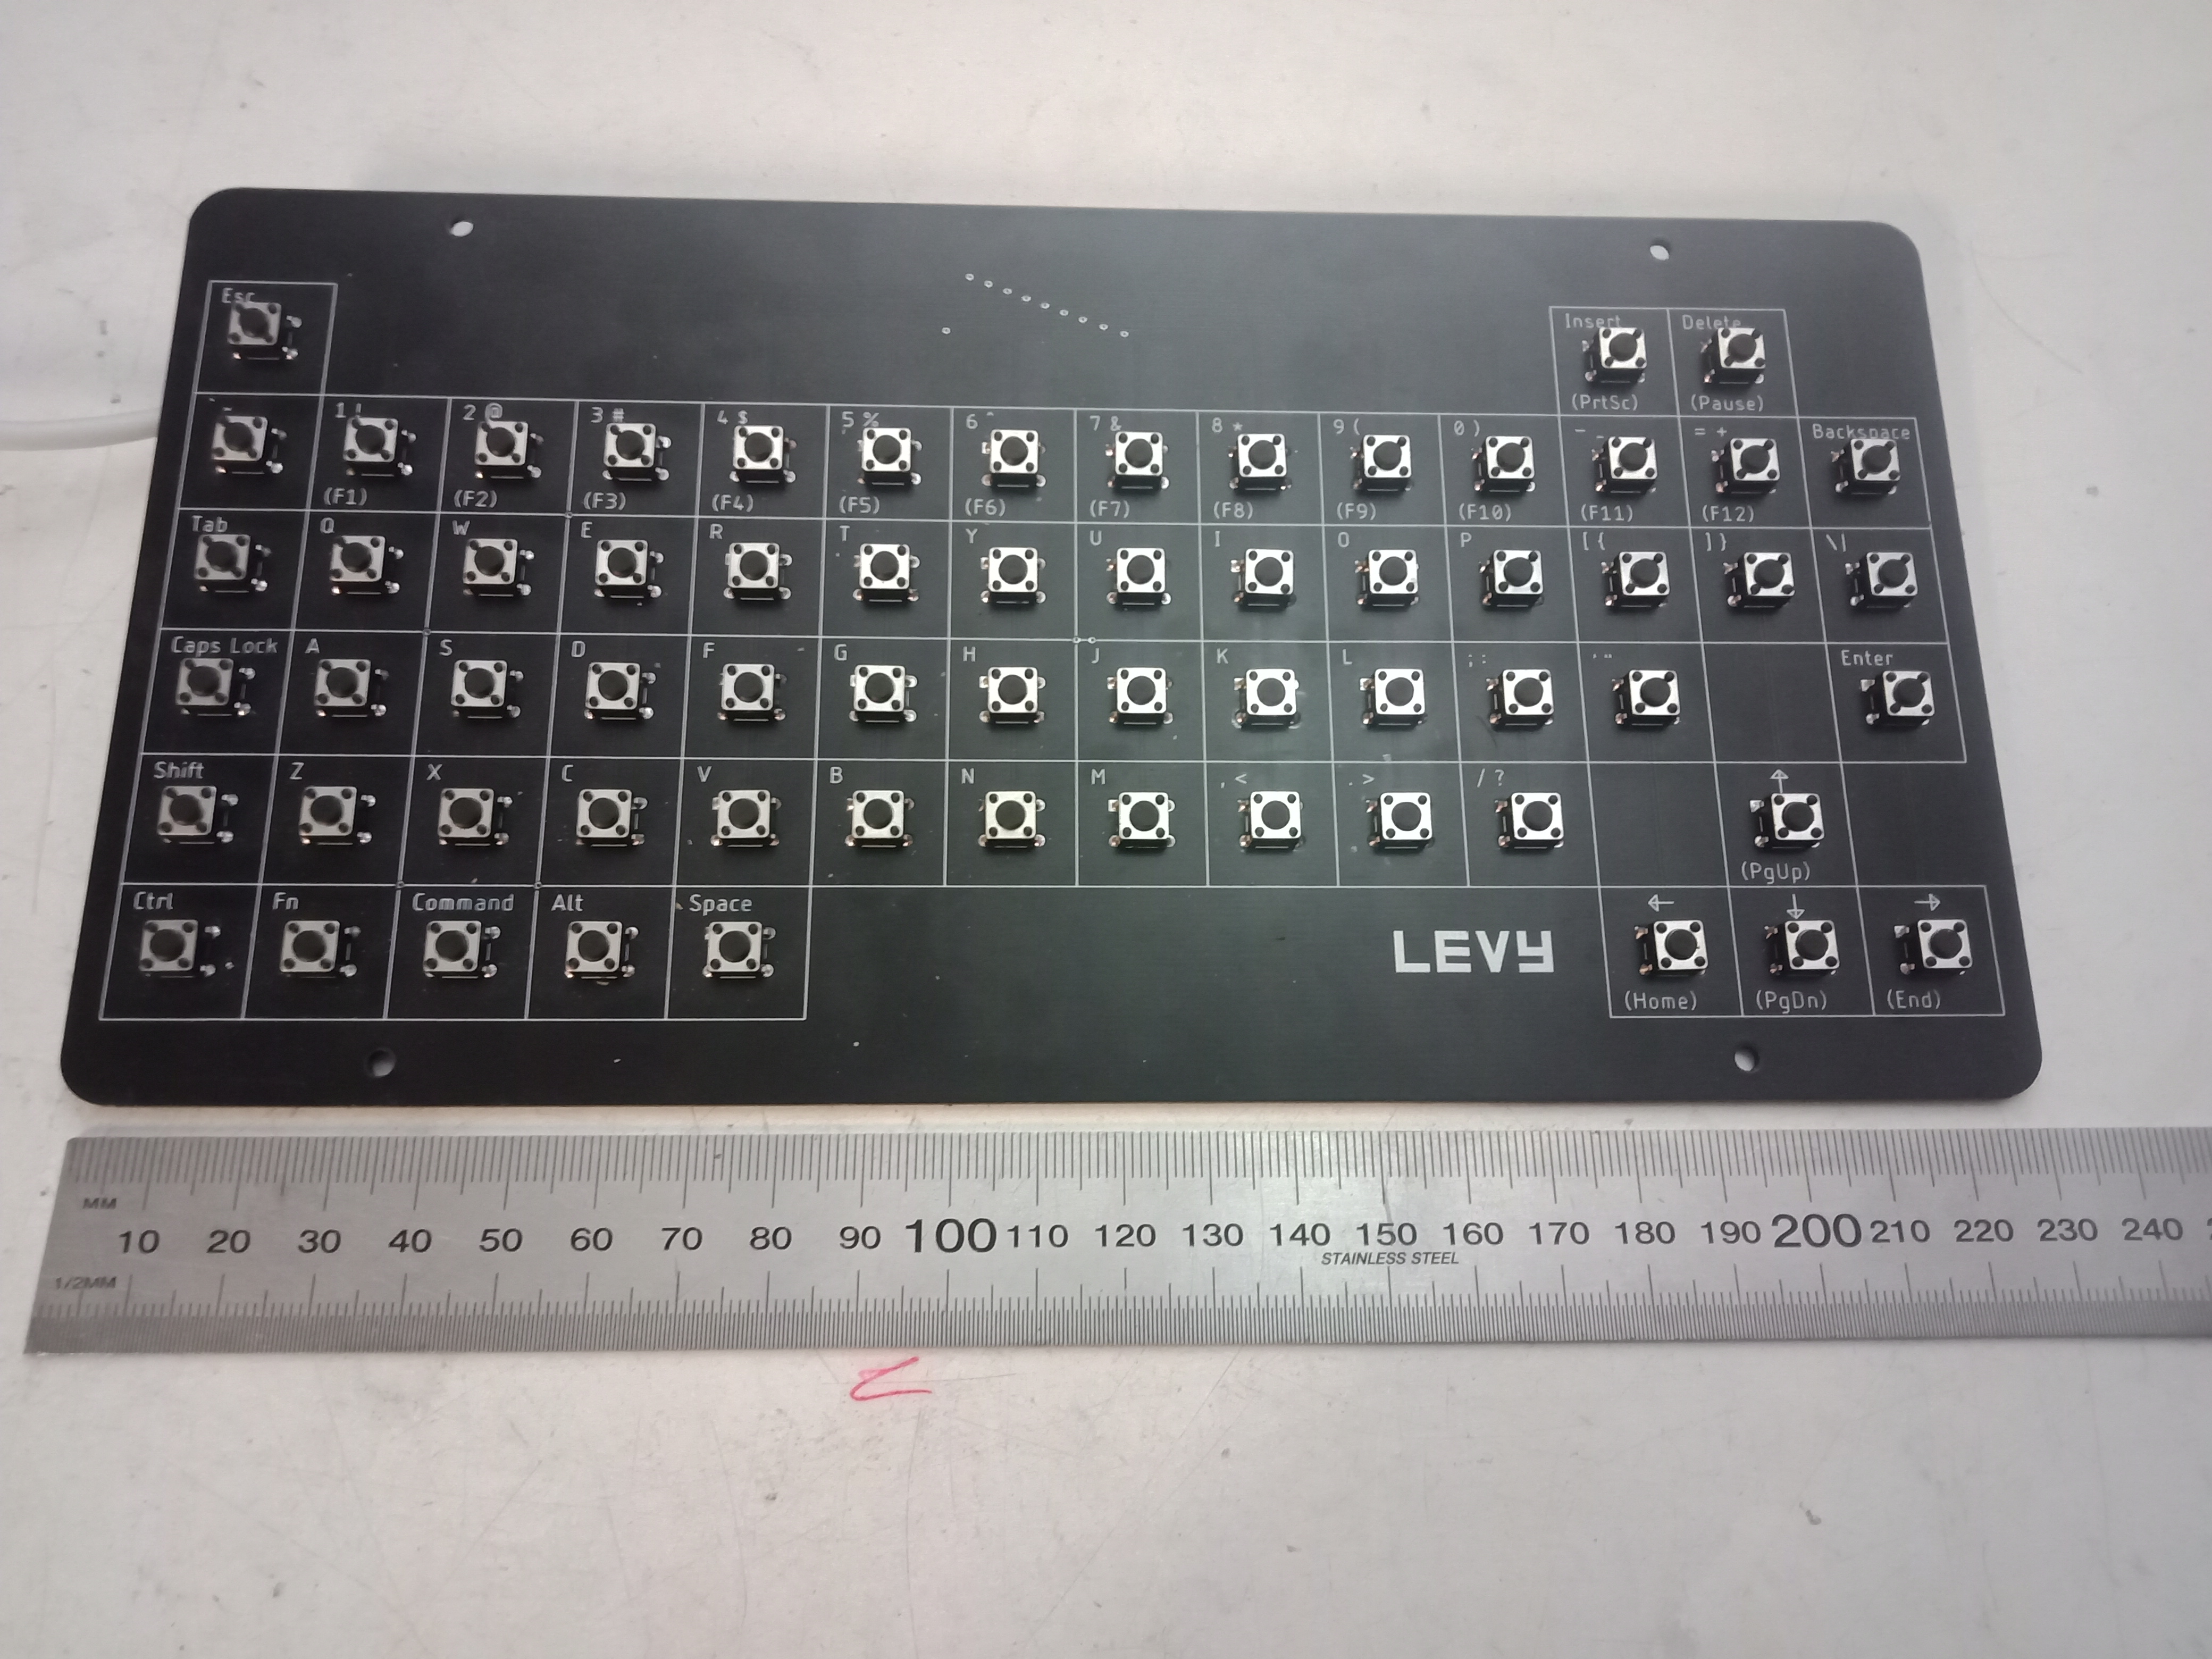 Esc
Insert Delete
(PrtSc) (Pause)
` ~ 1 ! 2 @ 3 # 4 $ 5 % 6 ^ 7 & 8 * 9 ( 0 ) - _ = + Backspace
(F1) (F2) (F3) (F4) (F5) (F6) (F7) (F8) (F9) (F10) (F11) (F12)
Tab Q W E R T Y U I O P [ { ] } \ |
Caps Lock A S D F G H J K L ; : ' " Enter
Shift Z X C V B N M , < . > / ? ↑
(PgUp)
Ctrl Fn Command Alt Space ← ↓ →
LEVY
(Home) (PgDn) (End)
MM
10 20 30 40 50 60 70 80 90 100 110 120 130 140 150 160 170 180 190 200 210 220 230 240
STAINLESS STEEL
1/2MM